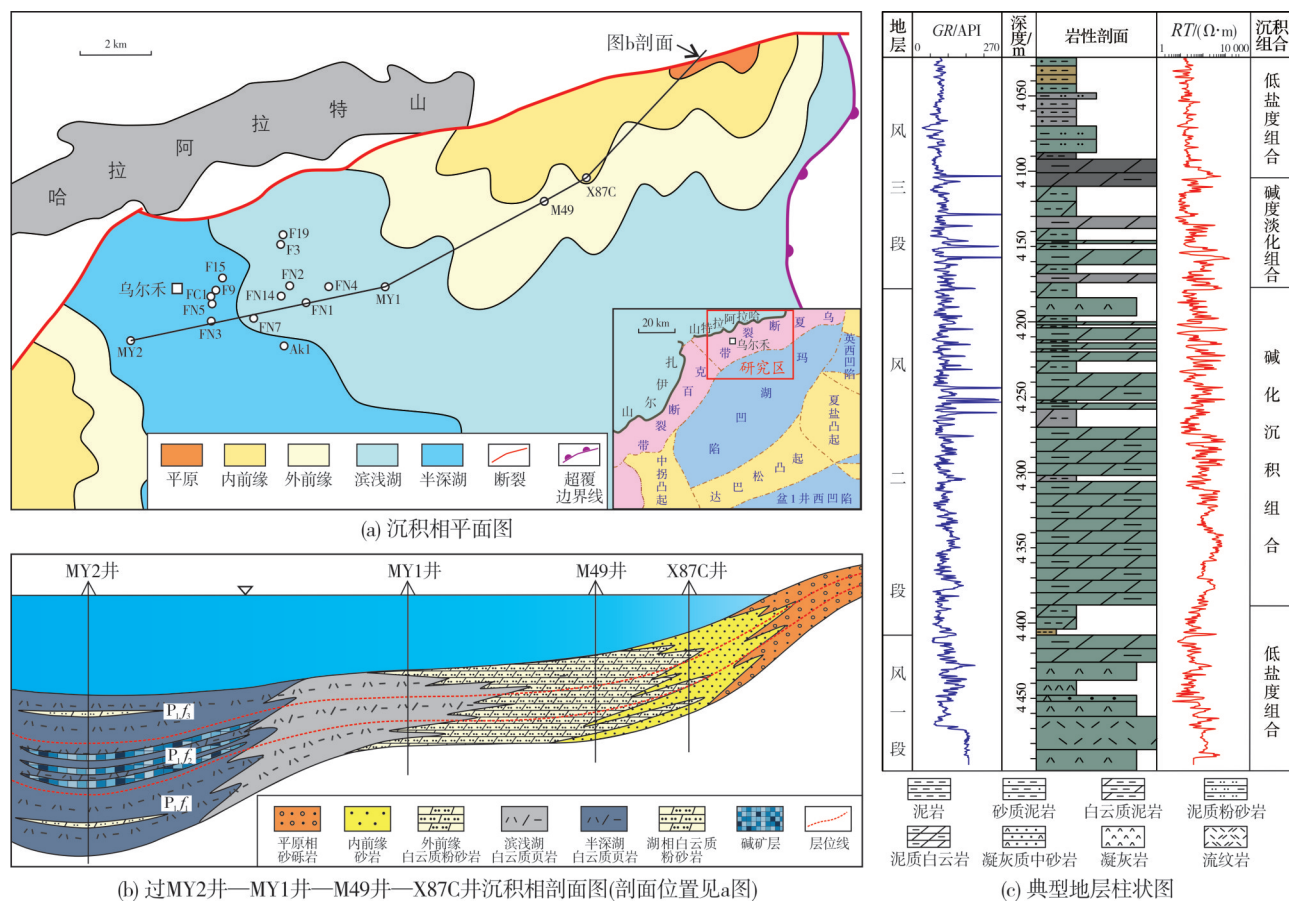 2 km
图b剖面
哈拉阿拉特山
X87C
M49
F19
F3
F15
FN2
FN4
乌尔禾
F9
FC1
FN14
MY1
FN5
FN1
FN3
FN7
MY2
Ak1
20 km
哈拉阿拉特山
乌夏断裂带
乌尔禾
研究区
扎伊尔山
克百断裂带
玛湖凹陷
英西凹陷
夏盐凸起
中拐凸起
达巴松凸起
盆1井西凹陷
平原
内前缘
外前缘
滨浅湖
半深湖
断裂
超覆
边界线
(a) 沉积相平面图
MY2井
MY1井
M49井
X87C井
P₁f₃
P₁f₂
P₁f₁
平原相
砂砾岩
内前缘
砂岩
外前缘
白云质粉砂岩
滨浅湖
白云质页岩
半深湖
白云质页岩
湖相白云质
粉砂岩
碱矿层
层位线
(b) 过MY2井—MY1井—M49井—X87C井沉积相剖面图(剖面位置见a图)
地层
GR/API
0 270
深度/m
岩性剖面
RT/(Ω·m)
1 10 000
沉积组合
风三段
风二段
风一段
4 050
4 100
4 150
4 200
4 250
4 300
4 350
4 400
4 450
低盐度组合
碱度淡化组合
碱化沉积组合
低盐度组合
泥岩
砂质泥岩
白云质泥岩
泥质粉砂岩
泥质白云岩
凝灰质中砂岩
凝灰岩
流纹岩
(c) 典型地层柱状图